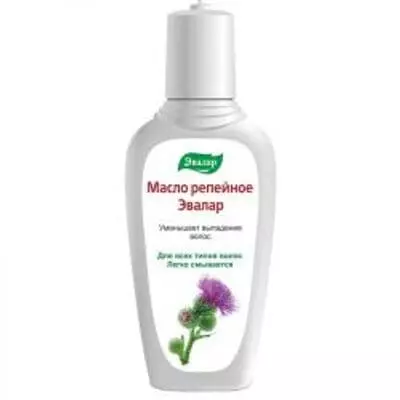 Эвалар
Масло репейное
Эвалар
Уменьшает выпадение
волос
Для всех типов волос
Легко смывается